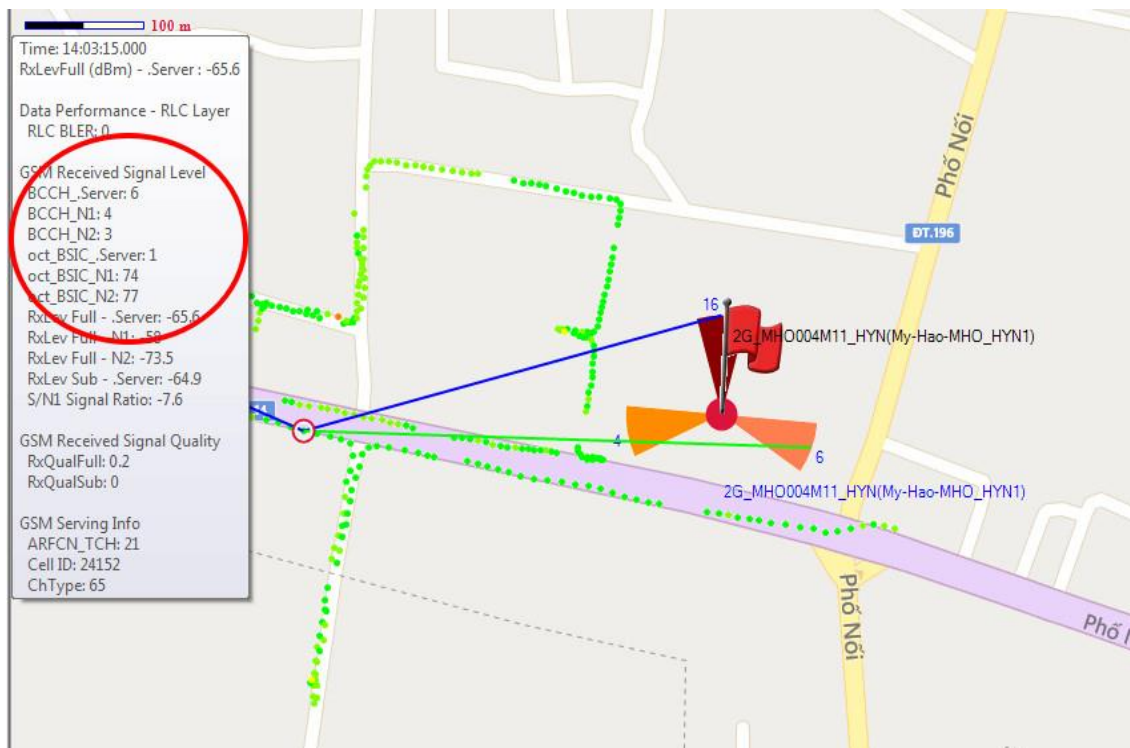 100 m
Time: 14:03:15.000
RxLevFull (dBm) - .Server : -65.6
Data Performance - RLC Layer
RLC BLER: 0
GSM Received Signal Level
BCCH_.Server: 6
BCCH_N1: 4
BCCH_N2: 3
oct_BSIC_.Server: 1
oct_BSIC_N1: 74
oct_BSIC_N2: 77
RxLev Full - .Server: -65.6
RxLev Full - N1: -58
RxLev Full - N2: -73.5
RxLev Sub - .Server: -64.9
S/N1 Signal Ratio: -7.6
GSM Received Signal Quality
RxQualFull: 0.2
RxQualSub: 0
GSM Serving Info
ARFCN_TCH: 21
Cell ID: 24152
ChType: 65
Phố Nối
ĐT.196
16
2G_MHO004M11_HYN(My-Hao-MHO_HYN1)
4
6
2G_MHO004M11_HYN(My-Hao-MHO_HYN1)
Phố Nối
Phố